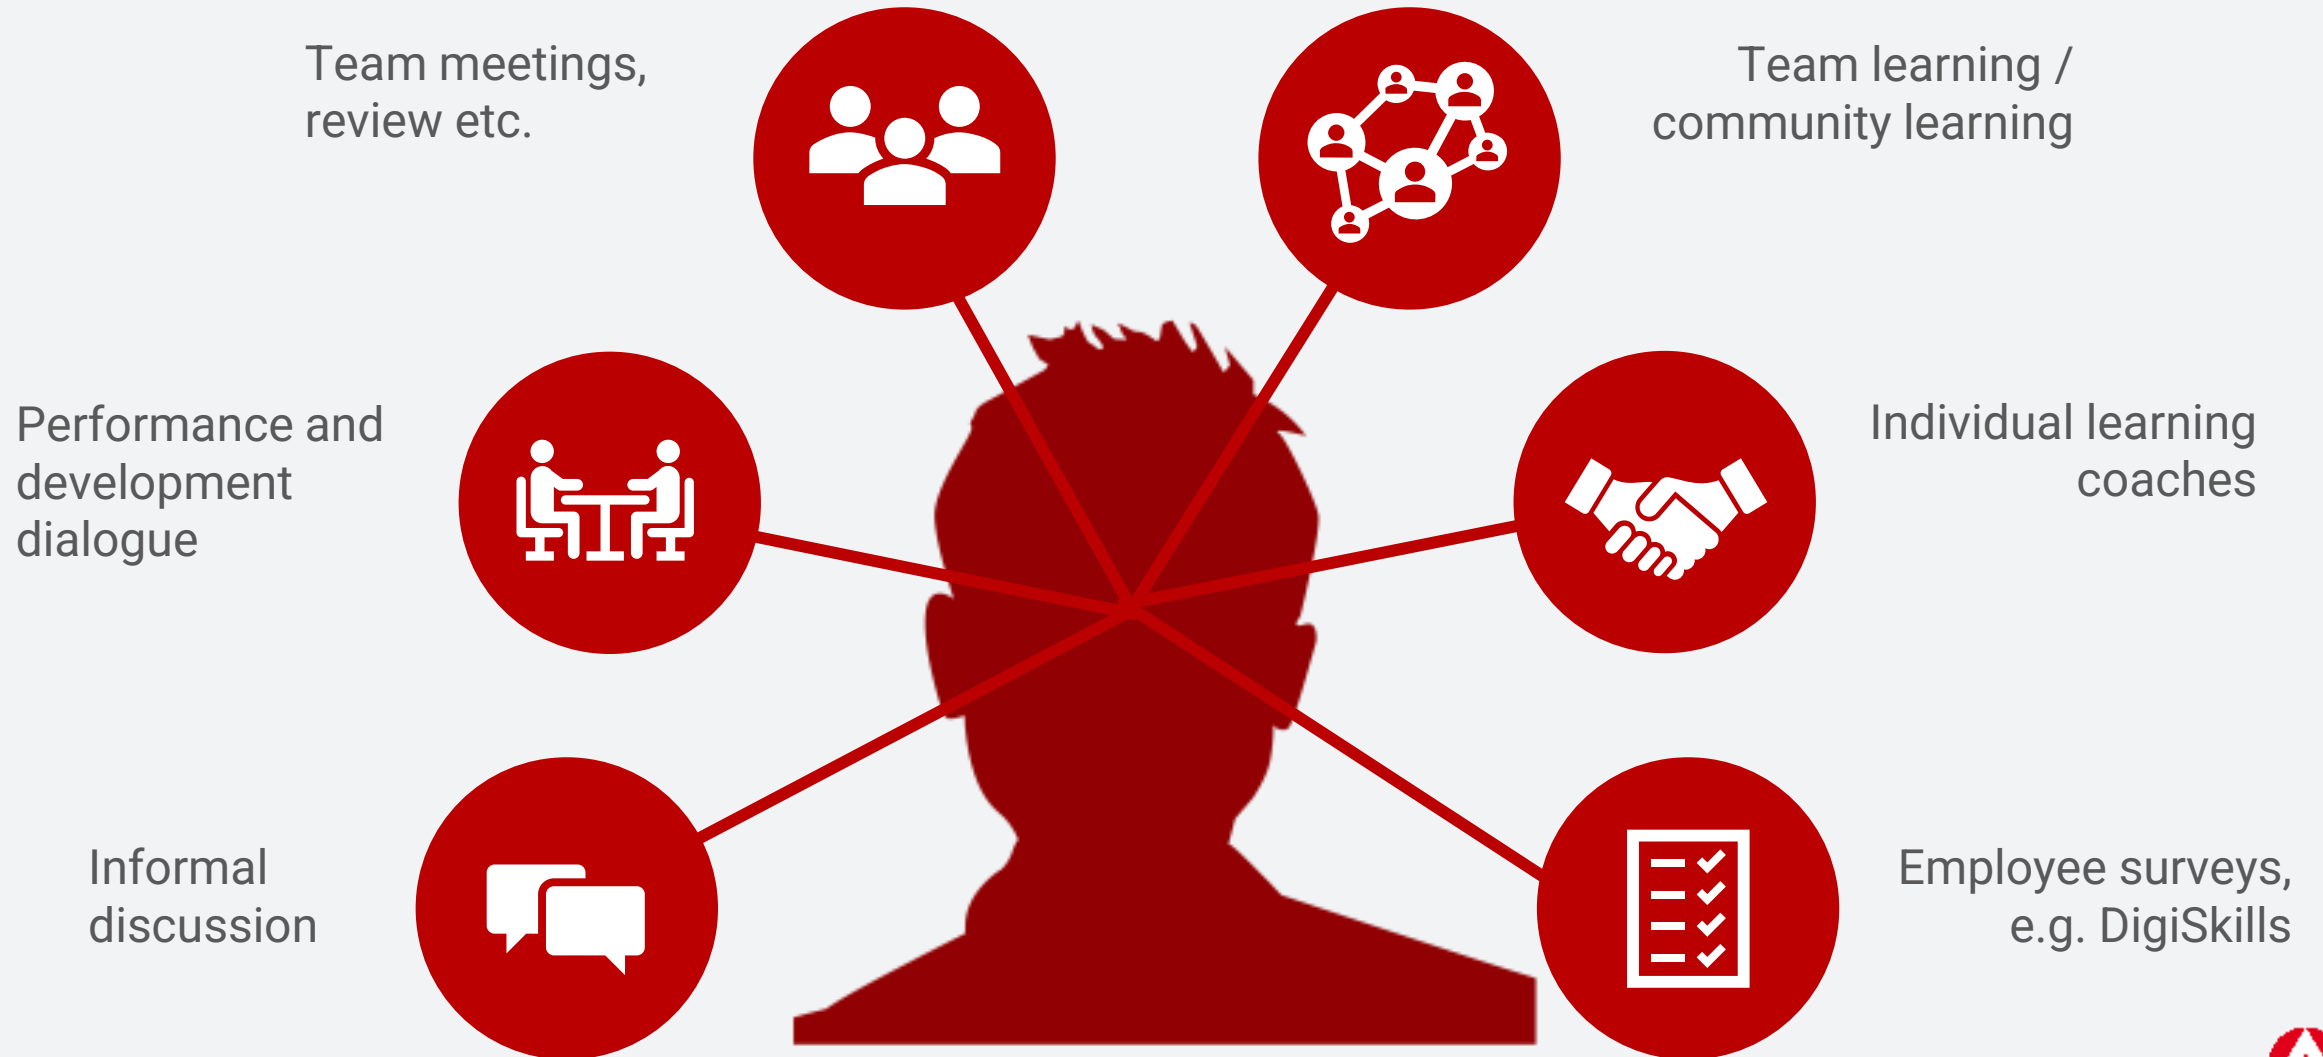 Team meetings,
review etc.
Team learning /
community learning
Performance and
development
dialogue
Individual learning
coaches
Informal
discussion
Employee surveys,
e.g. DigiSkills